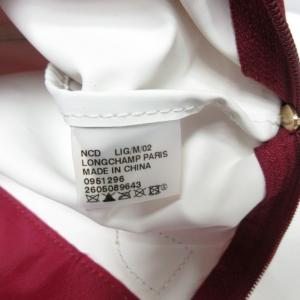 NCD LIG/M/02
LONGCHAMP PARIS
MADE IN CHINA
0951296
2605089643